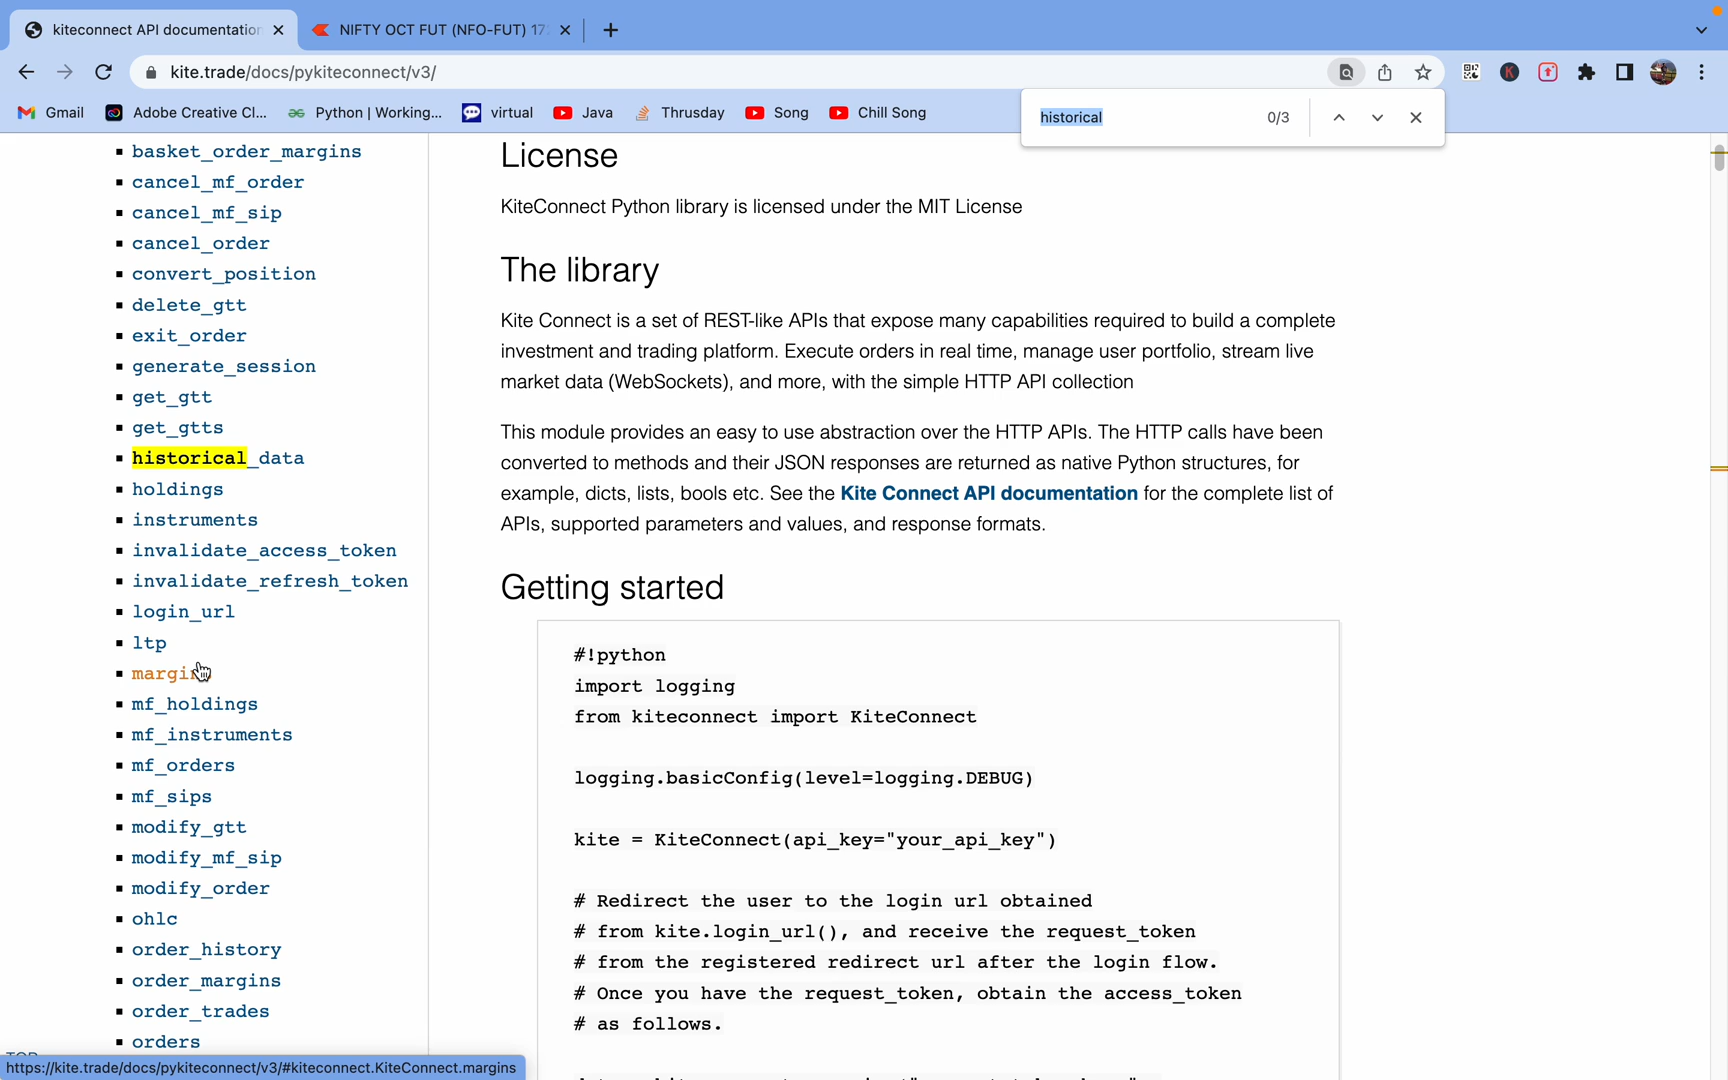 kiteconnect API documentation
NIFTY OCT FUT (NFO-FUT) 17
kite.trade/docs/pykiteconnect/v3/
Gmail
Adobe Creative Cl...
Python | Working...
virtual
Java
Thrusday
Song
Chill Song
historical
0/3
basket_order_margins
cancel_mf_order
cancel_mf_sip
cancel_order
convert_position
delete_gtt
exit_order
generate_session
get_gtt
get_gtts
historical_data
holdings
instruments
invalidate_access_token
invalidate_refresh_token
login_url
ltp
margins
mf_holdings
mf_instruments
mf_orders
mf_sips
modify_gtt
modify_mf_sip
modify_order
ohlc
order_history
order_margins
order_trades
orders
https://kite.trade/docs/pykiteconnect/v3/#kiteconnect.KiteConnect.margins
License
KiteConnect Python library is licensed under the MIT License
The library
Kite Connect is a set of REST-like APIs that expose many capabilities required to build a complete
investment and trading platform. Execute orders in real time, manage user portfolio, stream live
market data (WebSockets), and more, with the simple HTTP API collection
This module provides an easy to use abstraction over the HTTP APIs. The HTTP calls have been
converted to methods and their JSON responses are returned as native Python structures, for
example, dicts, lists, bools etc. See the Kite Connect API documentation for the complete list of
APIs, supported parameters and values, and response formats.
Getting started
#!python
import logging
from kiteconnect import KiteConnect
logging.basicConfig(level=logging.DEBUG)
kite = KiteConnect(api_key="your_api_key")
# Redirect the user to the login url obtained
# from kite.login_url(), and receive the request_token
# from the registered redirect url after the login flow.
# Once you have the request_token, obtain the access_token
# as follows.